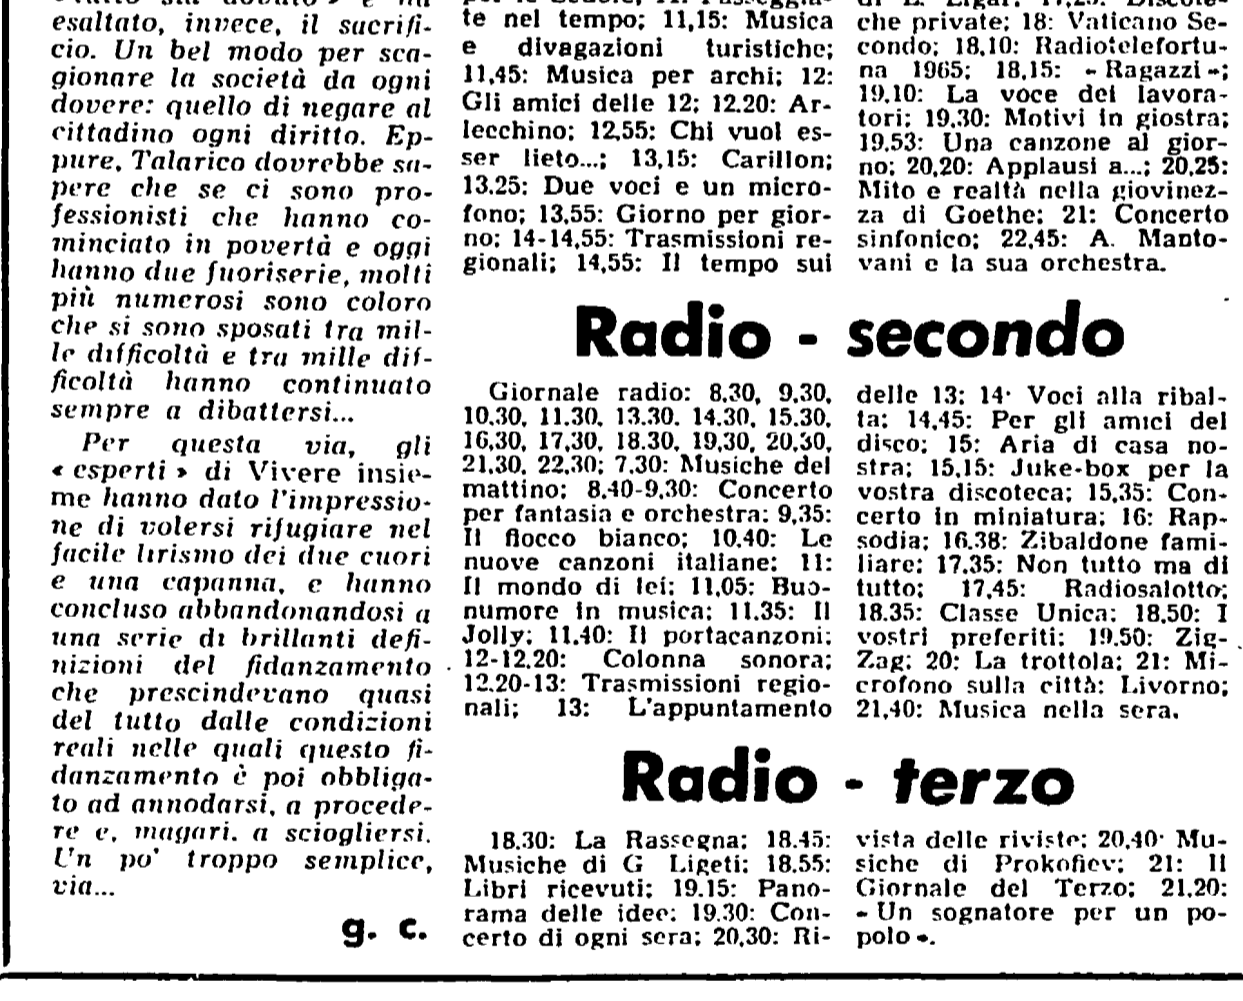 esaltato, invece, il sacrifi-
cio. Un bel modo per sca-
gionare la società da ogni
dovere: quello di negare al
cittadino ogni diritto. Ep-
pure, Talarico dovrebbe sa-
pere che se ci sono pro-
fessionisti che hanno co-
minciato in povertà e oggi
hanno due fuoriserie, molti
più numerosi sono coloro
che si sono sposati tra mil-
le difficoltà e tra mille dif-
ficoltà hanno continuato
sempre a dibattersi...
Per questa via, gli
« esperti » di Vivere insie-
me hanno dato l'impressio-
ne di volersi rifugiare nel
facile lirismo dei due cuori
e una capanna, e hanno
concluso abbandonandosi a
una serie di brillanti defi-
nizioni del fidanzamento
che prescindevano quasi
del tutto dalle condizioni
reali nelle quali questo fi-
danzamento è poi obbliga-
to ad annodarsi, a procede-
re e, magari, a sciogliersi.
Un po' troppo semplice,
via...
g. c.
te nel tempo; 11,15: Musica
e divagazioni turistiche;
11,45: Musica per archi; 12:
Gli amici delle 12; 12.20: Ar-
lecchino; 12,55: Chi vuol es-
ser lieto...; 13,15: Carillon;
13.25: Due voci e un micro-
fono; 13,55: Giorno per gior-
no; 14-14,55: Trasmissioni re-
gionali; 14,55: Il tempo sui
che private; 18: Vaticano Se-
condo; 18,10: Radiotelefortu-
na 1965; 18,15: « Ragazzi »;
19.10: La voce dei lavora-
tori; 19.30: Motivi in giostra;
19.53: Una canzone al gior-
no; 20,20: Applausi a...; 20,25:
Mito e realtà nella giovinez-
za di Goethe; 21: Concerto
sinfonico; 22,45: A. Manto-
vani e la sua orchestra.
Radio - secondo
Giornale radio: 8.30, 9.30,
10.30, 11.30, 13.30, 14.30, 15.30,
16,30, 17,30, 18.30, 19,30, 20,30,
21.30, 22,30; 7.30: Musiche del
mattino; 8.40-9.30: Concerto
per fantasia e orchestra; 9,35:
Il fiocco bianco; 10.40: Le
nuove canzoni italiane; 11:
Il mondo di lei; 11,05: Buo-
numore in musica; 11.35: Il
Jolly; 11.40: Il portacanzoni;
12-12.20: Colonna sonora;
12.20-13: Trasmissioni regio-
nali; 13: L'appuntamento
delle 13; 14: Voci alla ribal-
ta; 14,45: Per gli amici del
disco; 15: Aria di casa no-
stra; 15,15: Juke-box per la
vostra discoteca; 15,35: Con-
certo in miniatura; 16: Rap-
sodia; 16.38: Zibaldone fami-
liare; 17.35: Non tutto ma di
tutto; 17,45: Radiosalotto;
18.35: Classe Unica; 18.50: I
vostri preferiti; 19.50: Zig-
Zag; 20: La trottola; 21: Mi-
crofono sulla città: Livorno;
21,40: Musica nella sera.
Radio - terzo
18.30: La Rassegna; 18.45:
Musiche di G Ligeti; 18.55:
Libri ricevuti; 19.15: Pano-
rama delle idee; 19.30: Con-
certo di ogni sera; 20,30: Ri-
vista delle riviste; 20,40: Mu-
siche di Prokofiev; 21: Il
Giornale del Terzo; 21,20:
« Un sognatore per un po-
polo ».